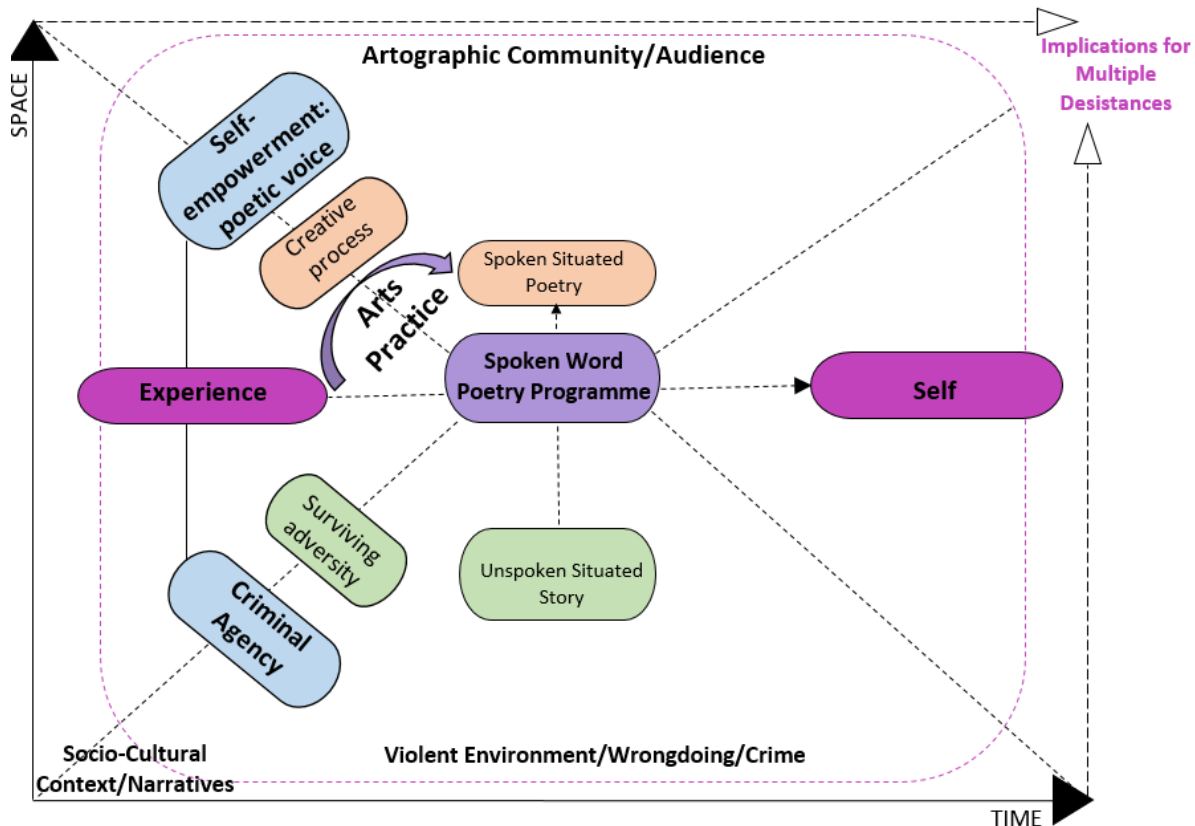 Artographic Community/Audience
Implications for
Multiple
Desistances
SPACE
Self-
empowerment:
poetic voice
Creative
process
Arts
Practice
Spoken Situated
Poetry
Experience
Spoken Word
Poetry Programme
Self
Surviving
adversity
Unspoken Situated
Story
Criminal
Agency
Socio-Cultural
Context/Narratives
Violent Environment/Wrongdoing/Crime
TIME